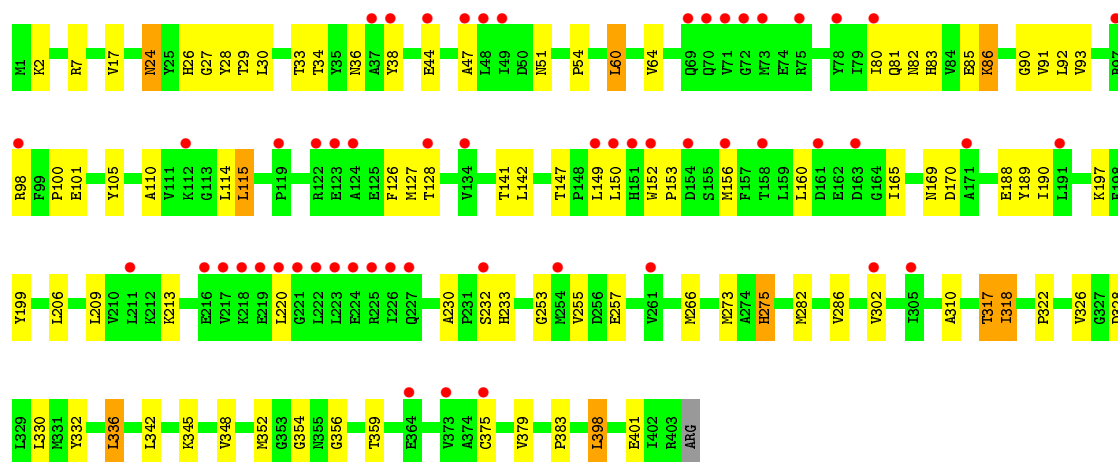 M1 K2 R7 V17 N24 Y25 H26 G27 Y28 T29 L30 T33 T34 Y35 N36 A37 Y38 E44 A47 L48 I49 D50 N51 P54 L60 V64 Q69 Q70 V71 G72 M73 E74 R75 Y78 I79 I80 Q81 N82 H83 V84 E85 K86 G90 V91 L92 V93
R98 F99 P100 E101 Y105 A110 V111 K112 G113 L114 L115 P119 R122 E123 A124 E125 F126 M127 T128 V134 T141 L142 T147 P148 L149 L150 H151 W152 P153 D154 S155 M156 F157 T158 L159 L160 D161 E162 D163 G164 I165 N169 D170 A171 E188 Y189 I190 L191 K197
Y199 L206 L209 V210 L211 K212 K213 E216 V217 K218 E219 L220 G221 L222 L223 E224 R225 I226 Q227 A230 P231 S232 H233 G253 M254 V255 D256 E257 V261 M266 M273 A274 H275 M282 V286 V302 I305 A310 T317 I318 P322 V326 G327
L329 L330 M331 Y332 L336 L342 K345 V348 M352 G353 G354 N355 G356 T359 E364 V373 A374 C375 V379 P383 L398 E401 I402 R403 ARG